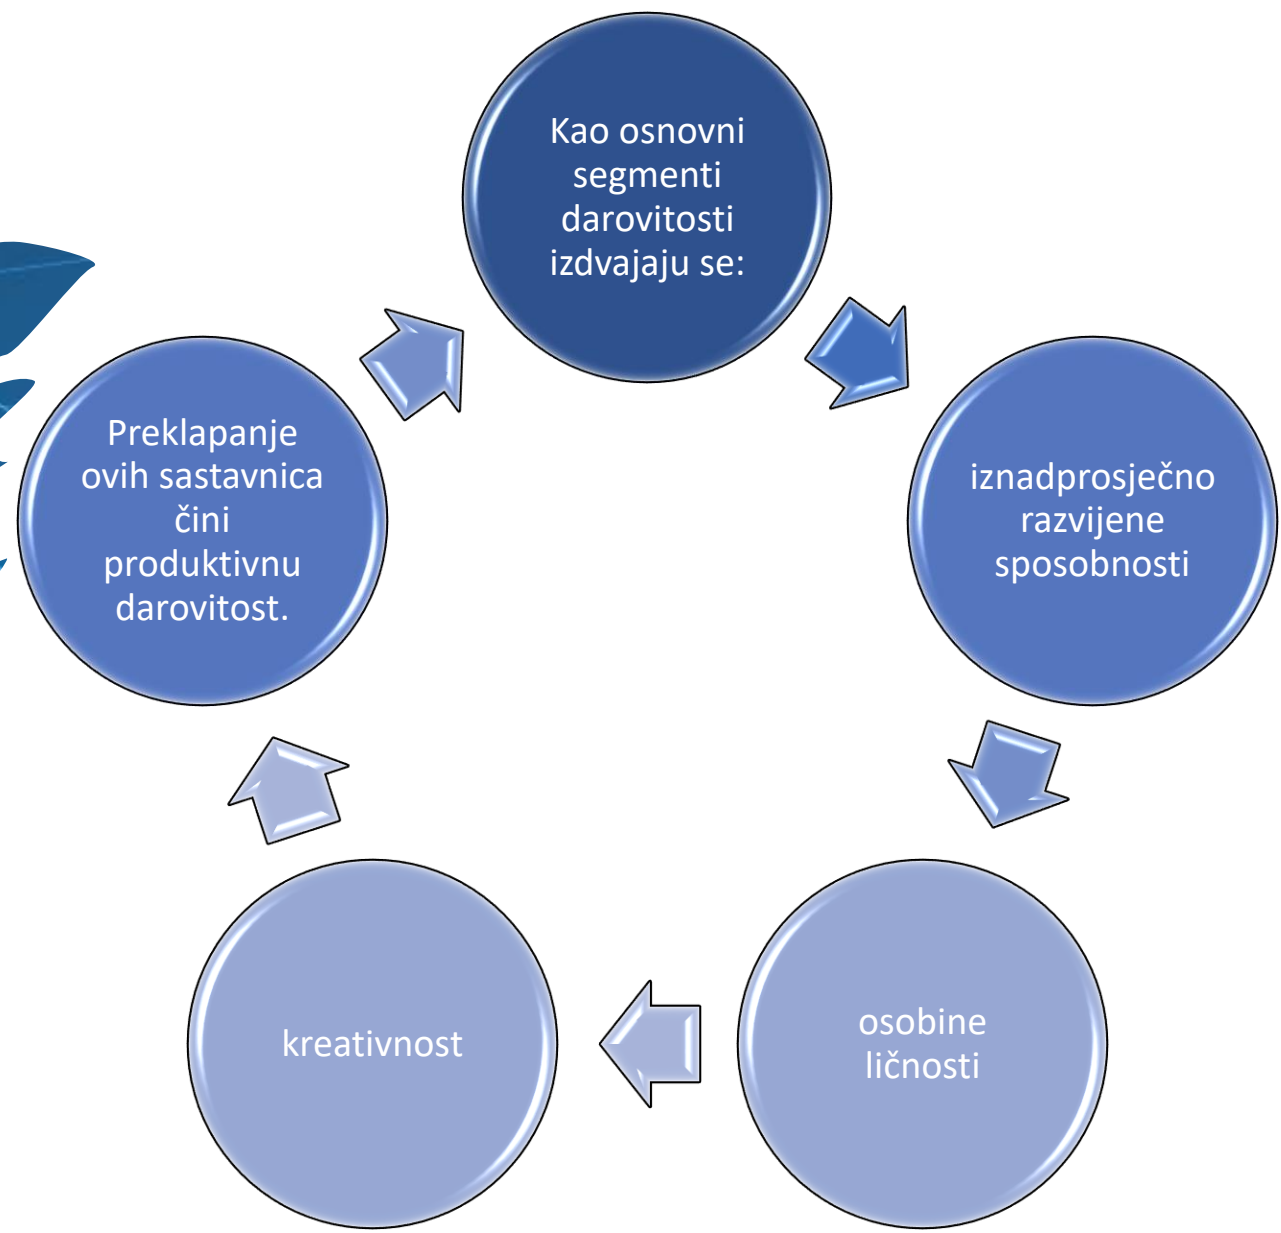 Kao osnovni
segmenti
darovitosti
izdvajaju se:
iznadprosječno
razvijene
sposobnosti
osobine
ličnosti
kreativnost
Preklapanje
ovih sastavnica
čini
produktivnu
darovitost.